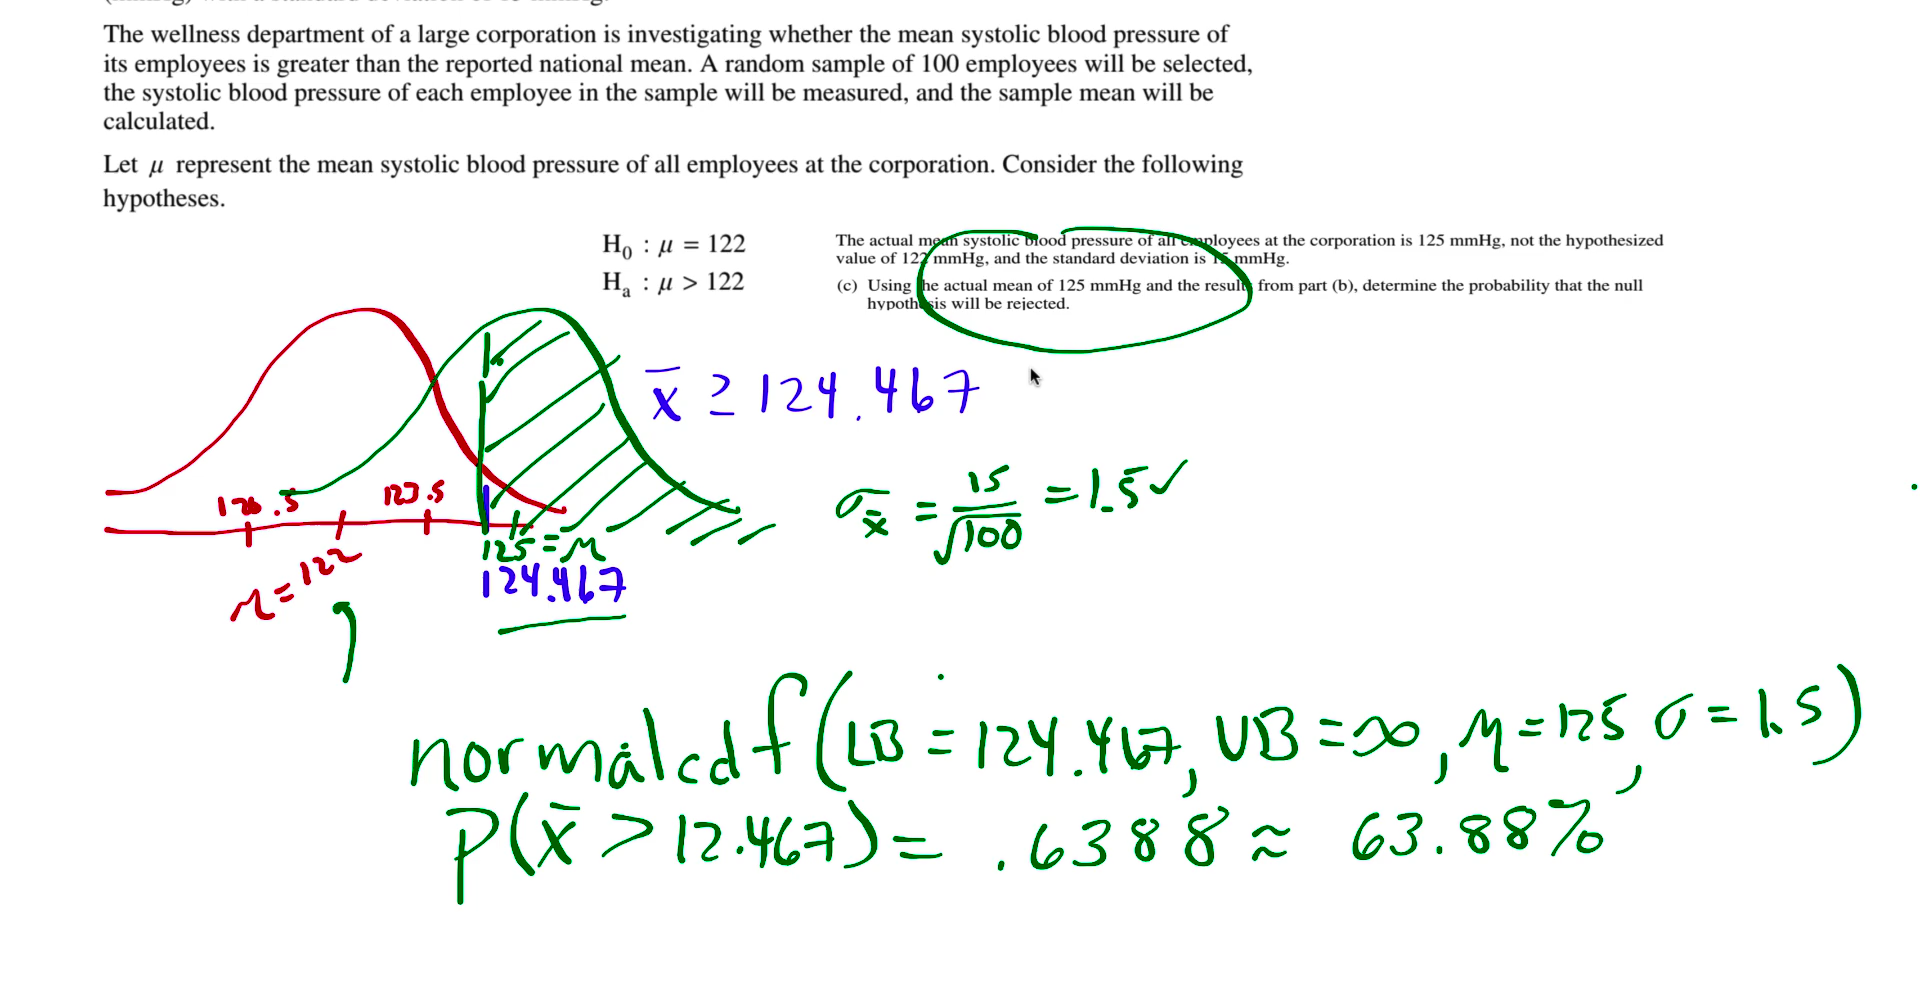 The wellness department of a large corporation is investigating whether the mean systolic blood pressure of
its employees is greater than the reported national mean. A random sample of 100 employees will be selected,
the systolic blood pressure of each employee in the sample will be measured, and the sample mean will be
calculated.
Let μ represent the mean systolic blood pressure of all employees at the corporation. Consider the following
hypotheses.
H₀ : μ = 122
Hₐ : μ > 122
The actual mean systolic blood pressure of all employees at the corporation is 125 mmHg, not the hypothesized
value of 122 mmHg, and the standard deviation is 15 mmHg.
(c) Using the actual mean of 125 mmHg and the results from part (b), determine the probability that the null
hypothesis will be rejected.
x̄ ≥ 124.467
σx̄ = 15/√100 = 1.5 ✓
120.5
123.5
μ = 122
125 = μ
124.467
normalcdf(LB = 124.467, UB = ∞, μ = 125, σ = 1.5)
P(x̄ > 12.467) = .6388 ≈ 63.88%